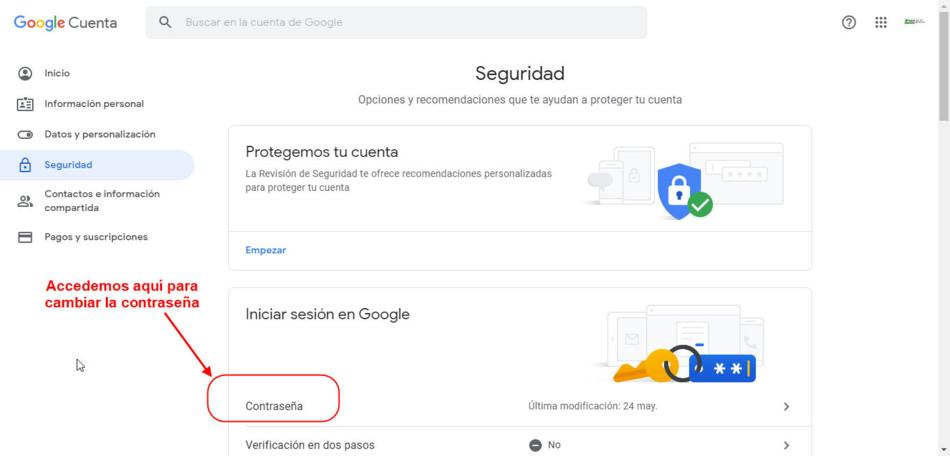 Google Cuenta
Buscar en la cuenta de Google
Inicio
Información personal
Datos y personalización
Seguridad
Contactos e información
compartida
Pagos y suscripciones
Accedemos aquí para
cambiar la contraseña
Seguridad
Opciones y recomendaciones que te ayudan a proteger tu cuenta
Protegemos tu cuenta
La Revisión de Seguridad te ofrece recomendaciones personalizadas
para proteger tu cuenta
Empezar
Iniciar sesión en Google
Contraseña
Última modificación: 24 may.
Verificación en dos pasos
No